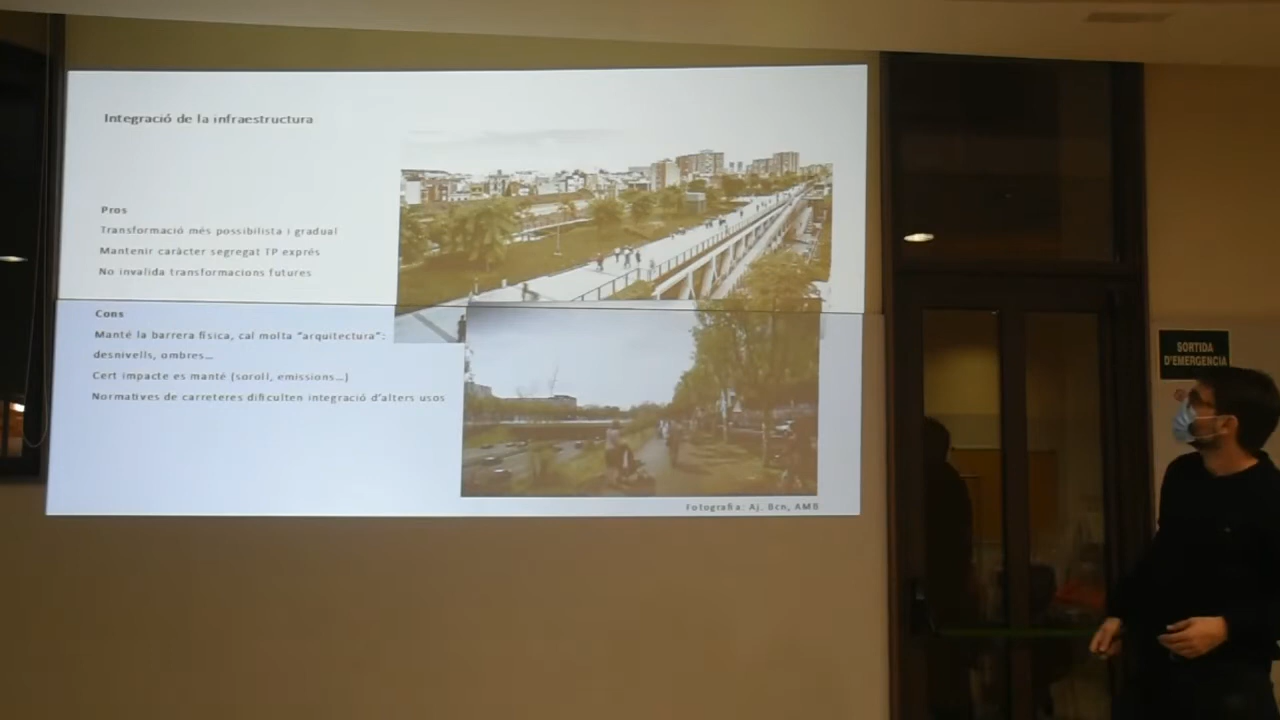 Integració de la infraestructura
Pros
Transformació més possibilista i gradual
Mantenir caràcter segregat TP exprés
No invalida transformacions futures
Cons
Manté la barrera física, cal molta "arquitectura":
desnivells, ombres...
Cert impacte es manté (soroll, emissions...)
Normatives de carreteres dificulten integració d'alters usos
Fotografia: Aj. Bcn, AMB
SORTIDA
D'EMERGÈNCIA